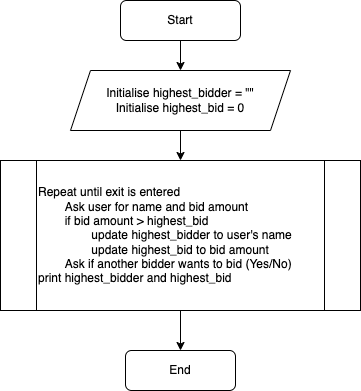 Start
Initialise highest_bidder = ""
Initialise highest_bid = 0
Repeat until exit is entered
Ask user for name and bid amount
if bid amount > highest_bid
update highest_bidder to user's name
update highest_bid to bid amount
Ask if another bidder wants to bid (Yes/No)
print highest_bidder and highest_bid
End